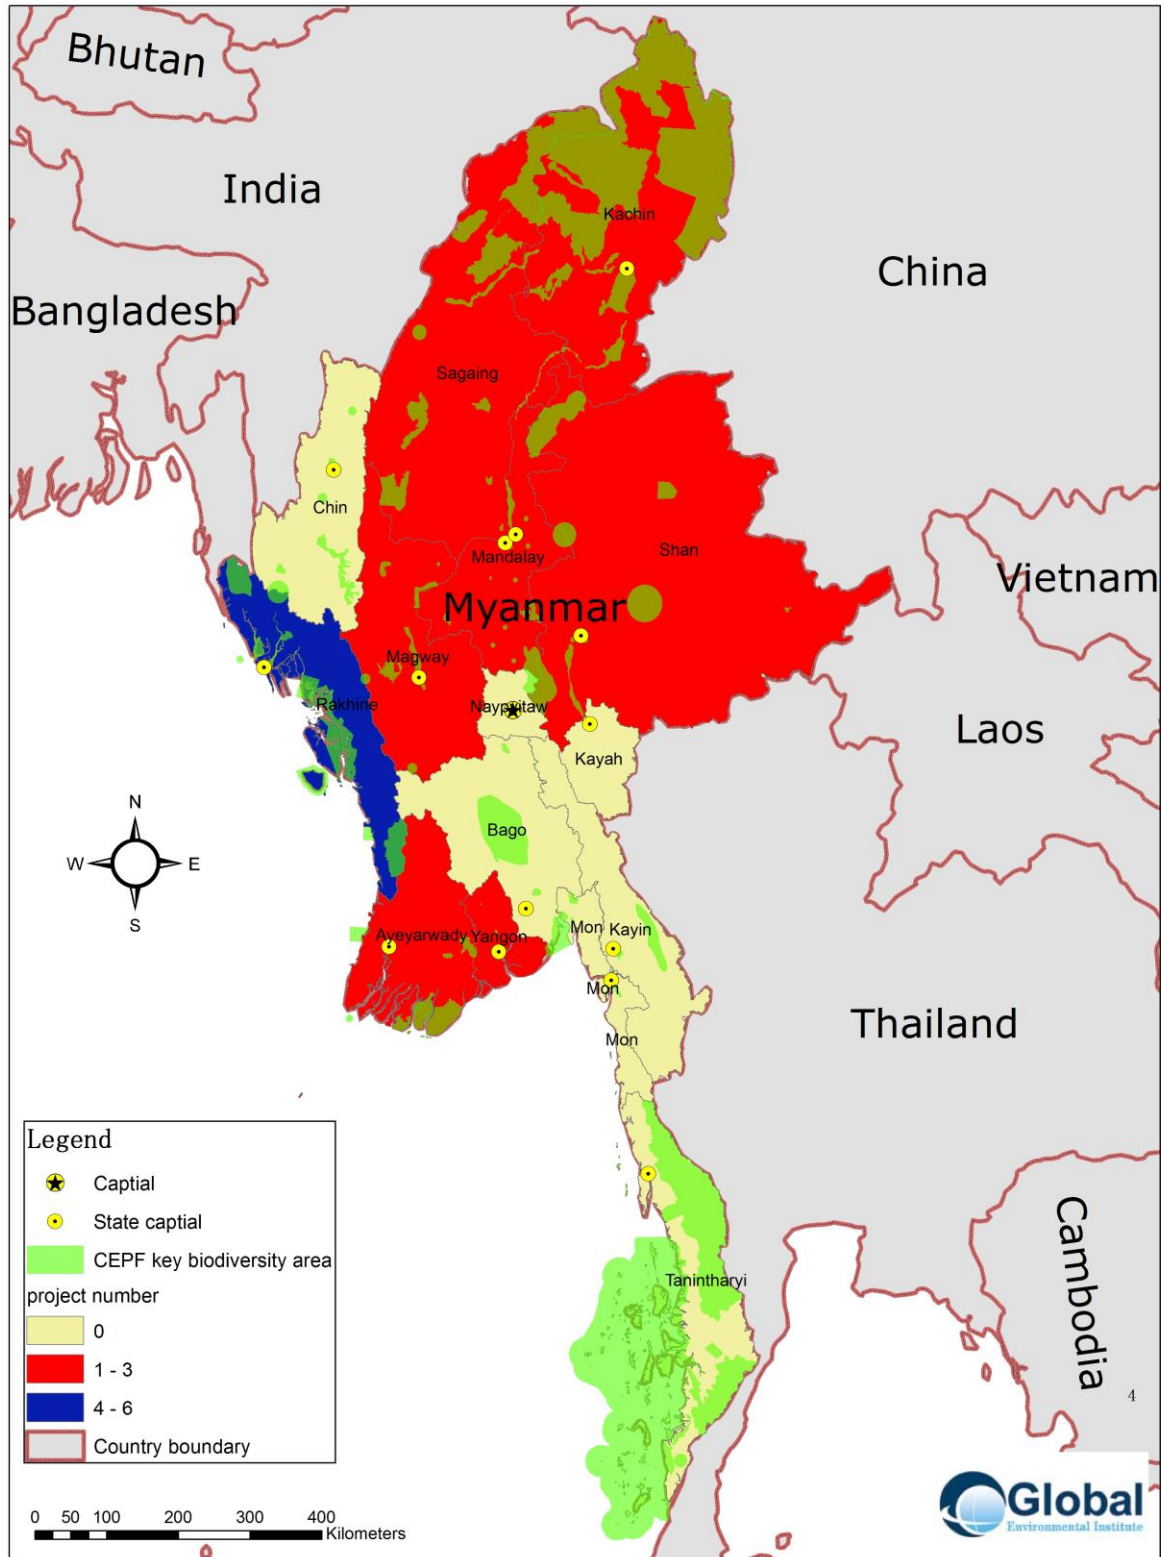 Bhutan
India
China
Bangladesh
Kachin
Sagaing
Chin
Mandalay
Shan
Vietnam
Myanmar
Magway
Rakhine
Naypyitaw
Laos
Kayah
Bago
N
W
E
S
Ayeyarwady
Yangon
Mon
Kayin
Mon
Mon
Thailand
Tanintharyi
Cambodia
Legend
Captial
State captial
CEPF key biodiversity area
project number
0
1 - 3
4 - 6
Country boundary
4
0 50 100 200 300 400
Kilometers
Global
Environmental Institute